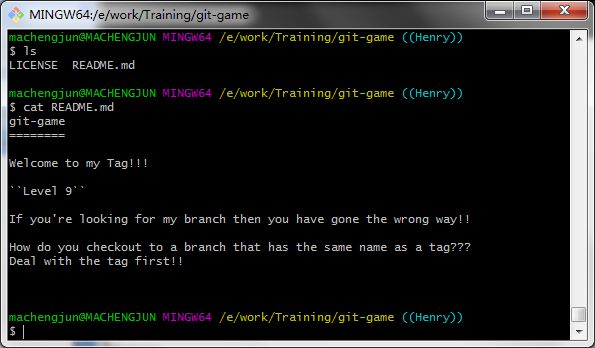 MINGW64:/e/work/Training/git-game
machengjun@MACHENGJUN MINGW64 /e/work/Training/git-game ((Henry))
$ ls
LICENSE  README.md
machengjun@MACHENGJUN MINGW64 /e/work/Training/git-game ((Henry))
$ cat README.md
git-game
========
Welcome to my Tag!!!
``Level 9``
If you're looking for my branch then you have gone the wrong way!!
How do you checkout to a branch that has the same name as a tag???
Deal with the tag first!!
machengjun@MACHENGJUN MINGW64 /e/work/Training/git-game ((Henry))
$